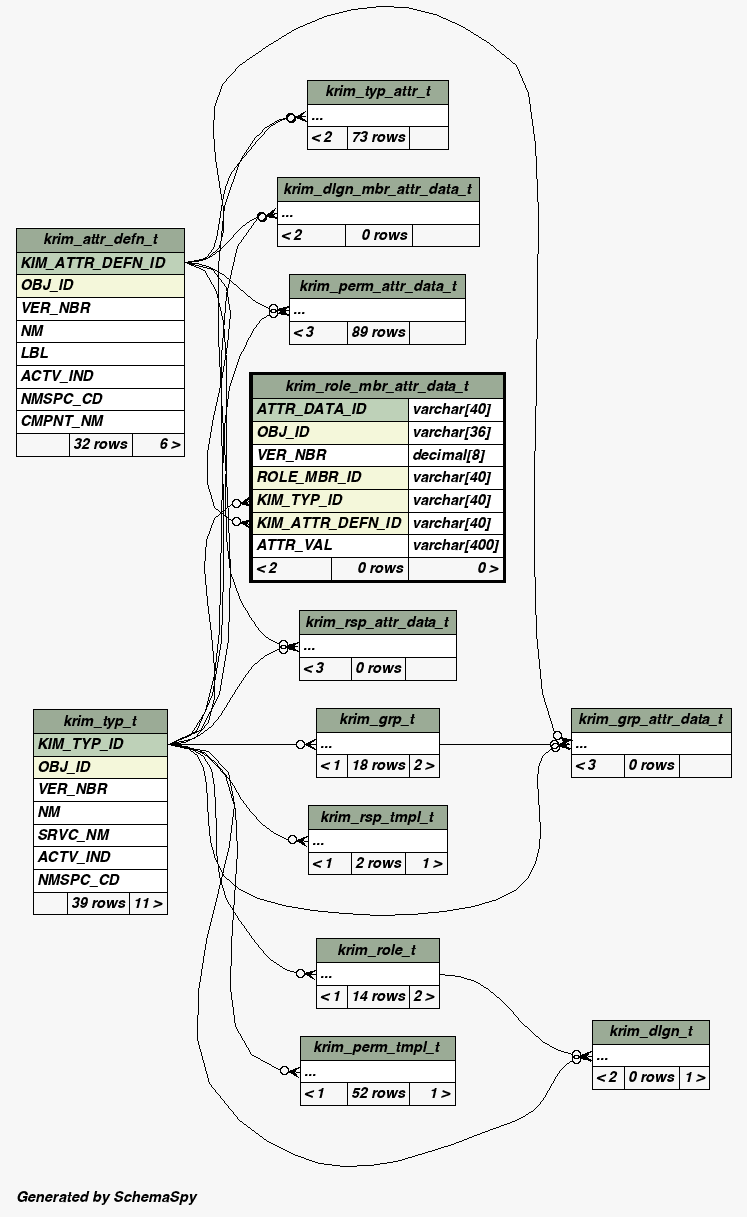 krim_typ_attr_t
...
< 2 73 rows
krim_dlgn_mbr_attr_data_t
...
< 2 0 rows
krim_attr_defn_t
KIM_ATTR_DEFN_ID
OBJ_ID
VER_NBR
NM
LBL
ACTV_IND
NMSPC_CD
CMPNT_NM
32 rows 6 >
krim_perm_attr_data_t
...
< 3 89 rows
krim_role_mbr_attr_data_t
ATTR_DATA_ID varchar[40]
OBJ_ID varchar[36]
VER_NBR decimal[8]
ROLE_MBR_ID varchar[40]
KIM_TYP_ID varchar[40]
KIM_ATTR_DEFN_ID varchar[40]
ATTR_VAL varchar[400]
< 2 0 rows 0 >
krim_rsp_attr_data_t
...
< 3 0 rows
krim_typ_t
KIM_TYP_ID
OBJ_ID
VER_NBR
NM
SRVC_NM
ACTV_IND
NMSPC_CD
39 rows 11 >
krim_grp_t
...
< 1 18 rows 2 >
krim_grp_attr_data_t
...
< 3 0 rows
krim_rsp_tmpl_t
...
< 1 2 rows 1 >
krim_role_t
...
< 1 14 rows 2 >
krim_dlgn_t
...
< 2 0 rows 1 >
krim_perm_tmpl_t
...
< 1 52 rows 1 >
Generated by SchemaSpy